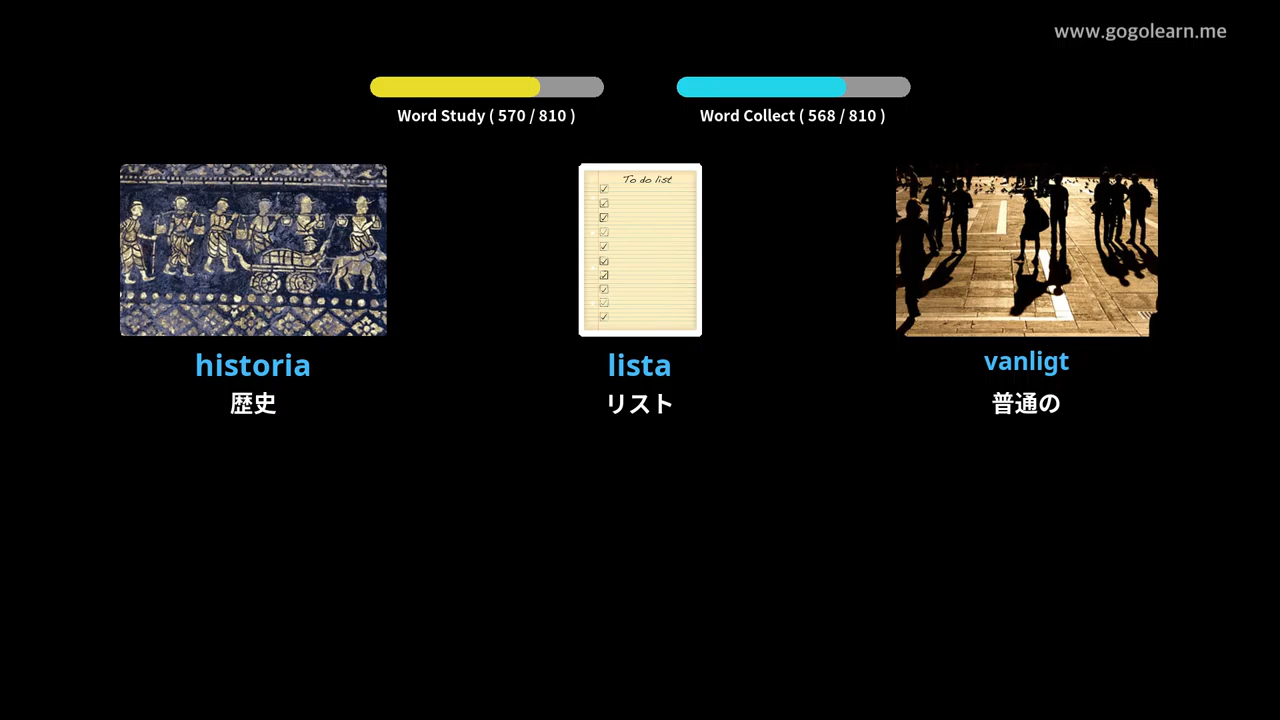 www.gogolearn.me
Word Study ( 570 / 810 )
Word Collect ( 568 / 810 )
To do list
historia
lista
vanligt
歴史
リスト
普通の